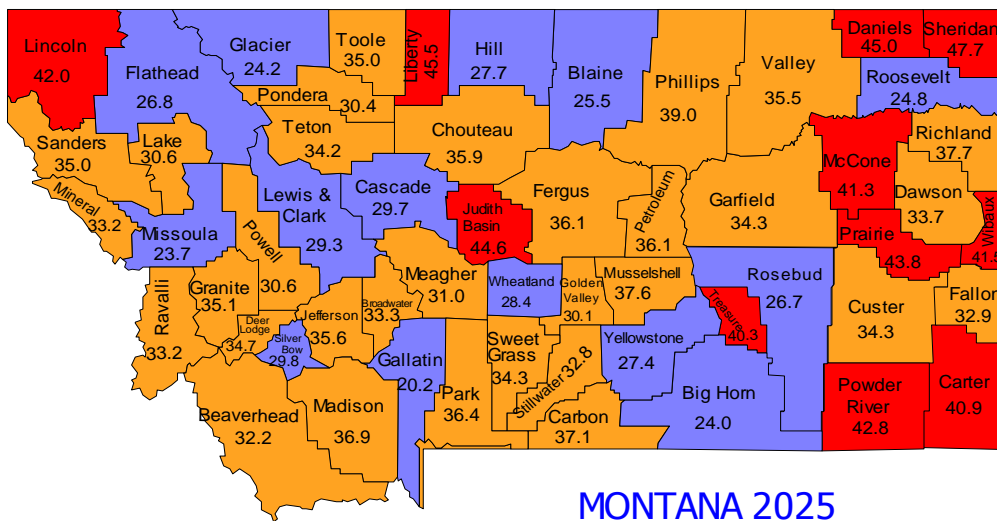 Lincoln
42.0
Flathead
26.8
Glacier
24.2
Toole
35.0
Pondera
30.4
Liberty
45.5
Hill
27.7
Blaine
25.5
Phillips
39.0
Valley
35.5
Daniels
45.0
Sheridan
47.7
Roosevelt
24.8
Sanders
35.0
Lake
30.6
Teton
34.2
Chouteau
35.9
Richland
37.7
McCone
41.3
Dawson
33.7
Wibaux
41.5
Prairie
43.8
Mineral
33.2
Missoula
23.7
Powell
30.6
Lewis &
Clark
29.3
Cascade
29.7
Judith
Basin
44.6
Fergus
36.1
Petroleum
36.1
Garfield
34.3
Ravalli
33.2
Granite
35.1
Deer
Lodge
34.7
Silver
Bow
29.8
Jefferson
35.6
Broadwater
33.3
Meagher
31.0
Wheatland
28.4
Golden
Valley
30.1
Musselshell
37.6
Treasure
40.3
Rosebud
26.7
Custer
34.3
Fallon
32.9
Beaverhead
32.2
Madison
36.9
Gallatin
20.2
Park
36.4
Sweet
Grass
34.3
Stillwater 32.8
Carbon
37.1
Yellowstone
27.4
Big Horn
24.0
Powder
River
42.8
Carter
40.9
MONTANA 2025